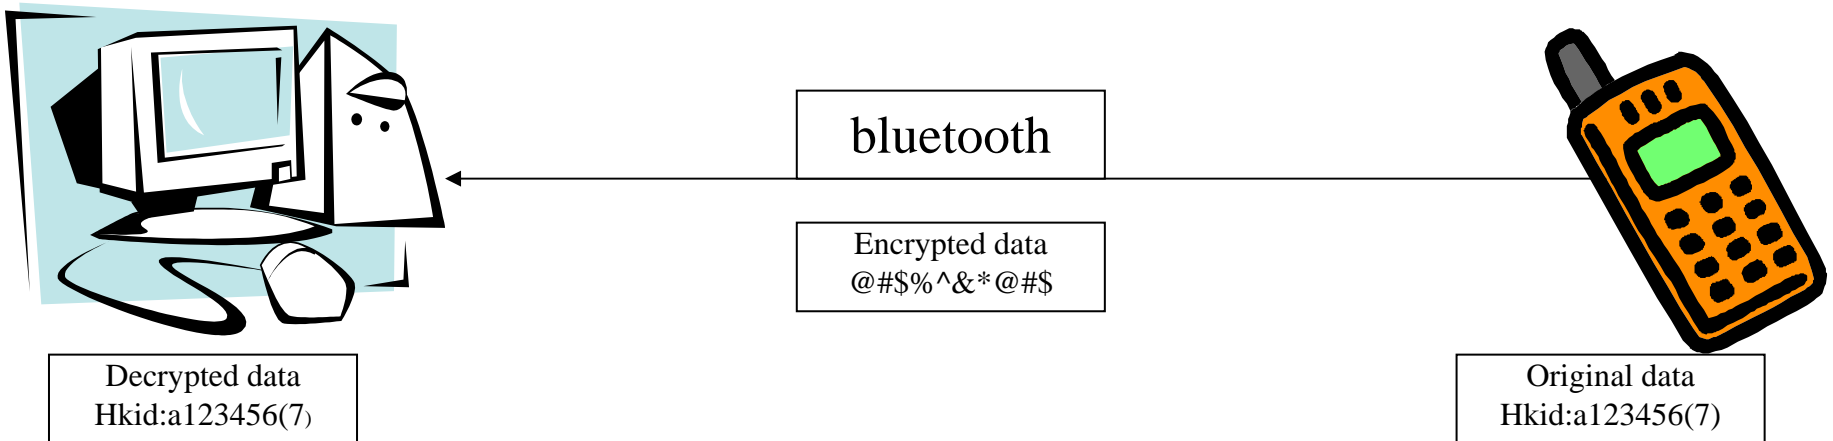 bluetooth
Encrypted data
@#$%^&*@#$
Decrypted data
Hkid:a123456(7)
Original data
Hkid:a123456(7)